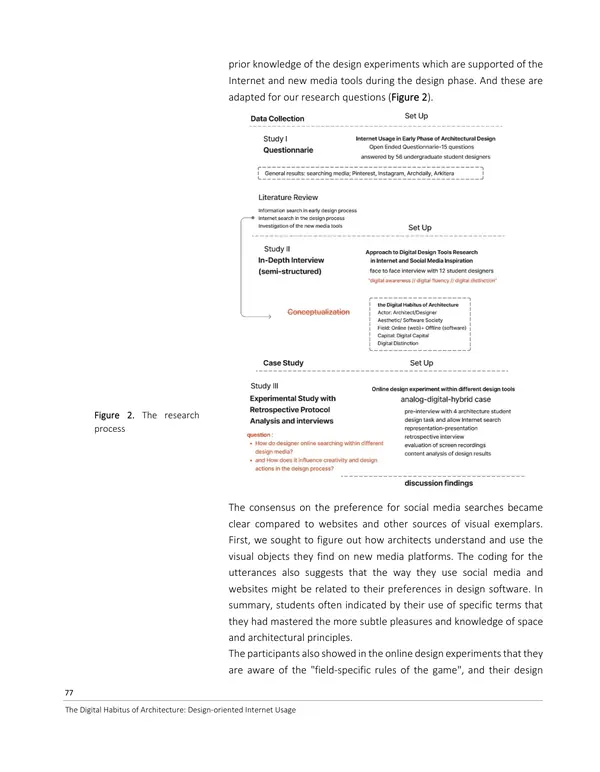 prior knowledge of the design experiments which are supported of the
Internet and new media tools during the design phase. And these are
adapted for our research questions (Figure 2).
Data Collection
Set Up
Study I
Questionnarie
Internet Usage in Early Phase of Architectural Design
Open Ended Questionnarie-15 questions
answered by 56 undergraduate student designers
General results: searching media; Pinterest, Instagram, Archdaily, Arkitera
Literature Review
Information search in early design process
Internet search in the design process
Investigation of the new media tools
Set Up
Study II
In-Depth Interview
(semi-structured)
Approach to Digital Design Tools Research
in Internet and Social Media Inspiration
face to face interview with 12 student designers
"digital awareness // digital fluency // digital distinction"
Conceptualization
the Digital Habitus of Architecture
Actor: Architect/Designer
Aesthetic/ Software Society
Field: Online (web)+ Offline (software)
Capital: Digital Capital
Digital Distinction
Case Study
Set Up
Study III
Experimental Study with
Retrospective Protocol
Analysis and interviews
Online design experiment within different design tools
analog-digital-hybrid case
pre-interview with 4 architecture student
design task and allow Internet search
representation-presentation
retrospective interview
evaluation of screen recordings
content analysis of design results
question :
• How do designer online searching within different
design media?
• and How does it influence creativity and design
actions in the deisgn process?
discussion findings
Figure 2. The research
process
The consensus on the preference for social media searches became
clear compared to websites and other sources of visual exemplars.
First, we sought to figure out how architects understand and use the
visual objects they find on new media platforms. The coding for the
utterances also suggests that the way they use social media and
websites might be related to their preferences in design software. In
summary, students often indicated by their use of specific terms that
they had mastered the more subtle pleasures and knowledge of space
and architectural principles.
The participants also showed in the online design experiments that they
are aware of the "field-specific rules of the game", and their design
77
The Digital Habitus of Architecture: Design-oriented Internet Usage